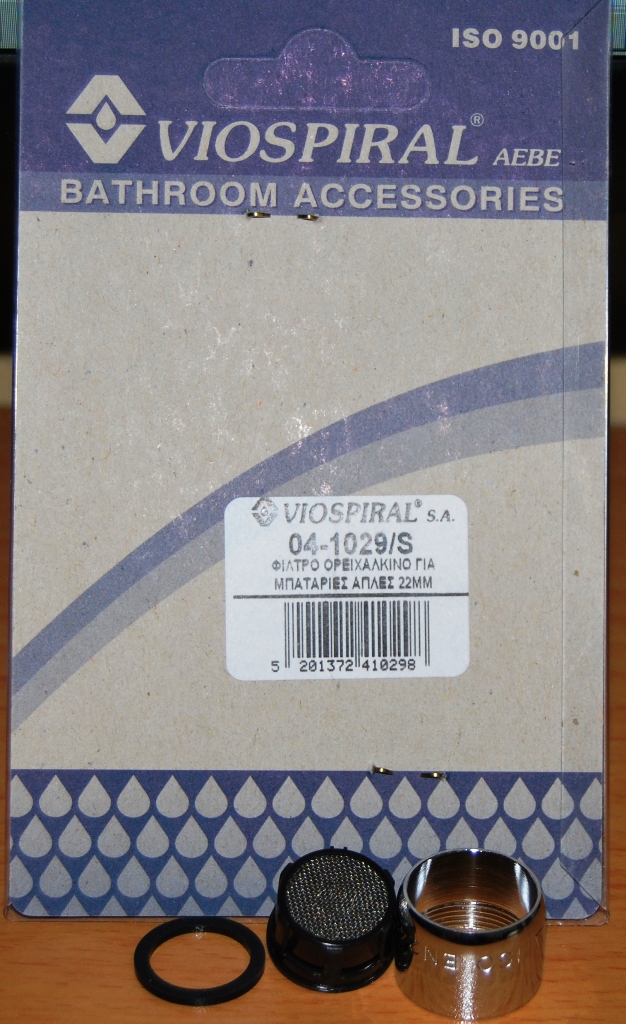 ISO 9001
VIOSPIRAL® AEBE
BATHROOM ACCESSORIES
VIOSPIRAL® S.A.
04-1029/S
ΦΙΛΤΡΟ ΟΡΕΙΧΑΛΚΙΝΟ ΓΙΑ
ΜΠΑΤΑΡΙΕΣ ΑΠΛΕΣ 22ΜΜ
5 201372 410298